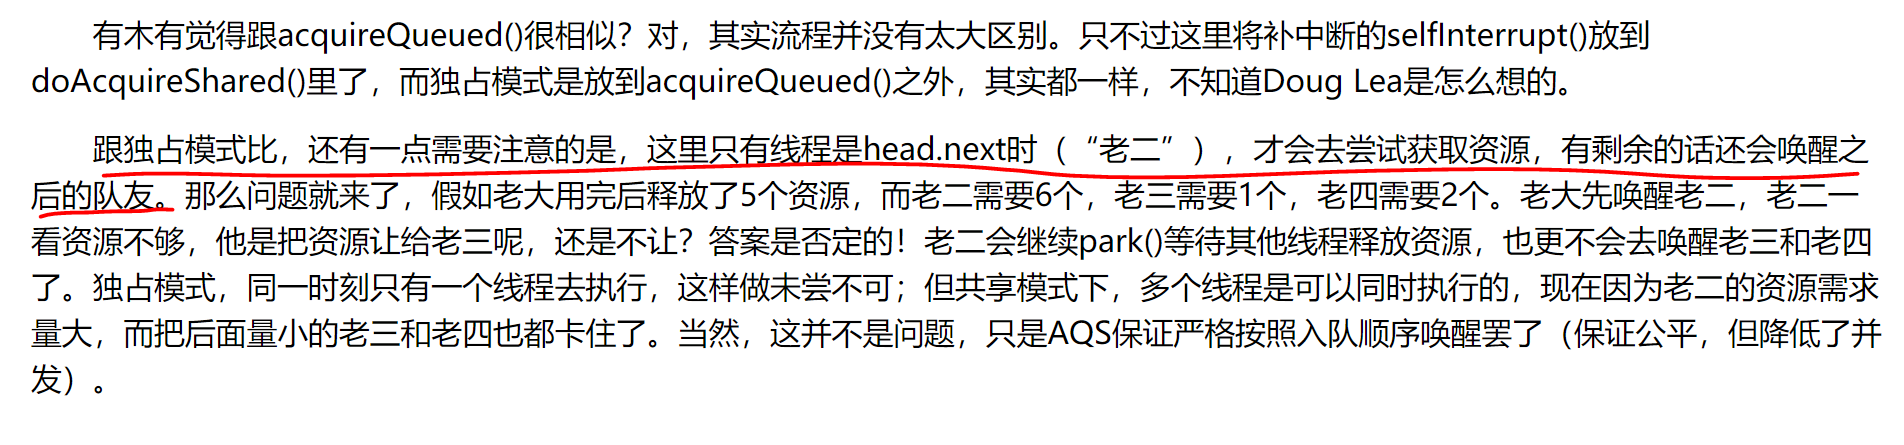 有木有觉得跟acquireQueued()很相似？对，其实流程并没有太大区别。只不过这里将补中断的selfInterrupt()放到
doAcquireShared()里了，而独占模式是放到acquireQueued()之外，其实都一样，不知道Doug Lea是怎么想的。
跟独占模式比，还有一点需要注意的是，这里只有线程是head.next时（“老二”），才会去尝试获取资源，有剩余的话还会唤醒之
后的队友。那么问题就来了，假如老大用完后释放了5个资源，而老二需要6个，老三需要1个，老四需要2个。老大先唤醒老二，老二一
看资源不够，他是把资源让给老三呢，还是不让？答案是否定的！老二会继续park()等待其他线程释放资源，也更不会去唤醒老三和老四
了。独占模式，同一时刻只有一个线程去执行，这样做未尝不可；但共享模式下，多个线程是可以同时执行的，现在因为老二的资源需求
量大，而把后面量小的老三和老四也都卡住了。当然，这并不是问题，只是AQS保证严格按照入队顺序唤醒罢了（保证公平，但降低了并
发）。